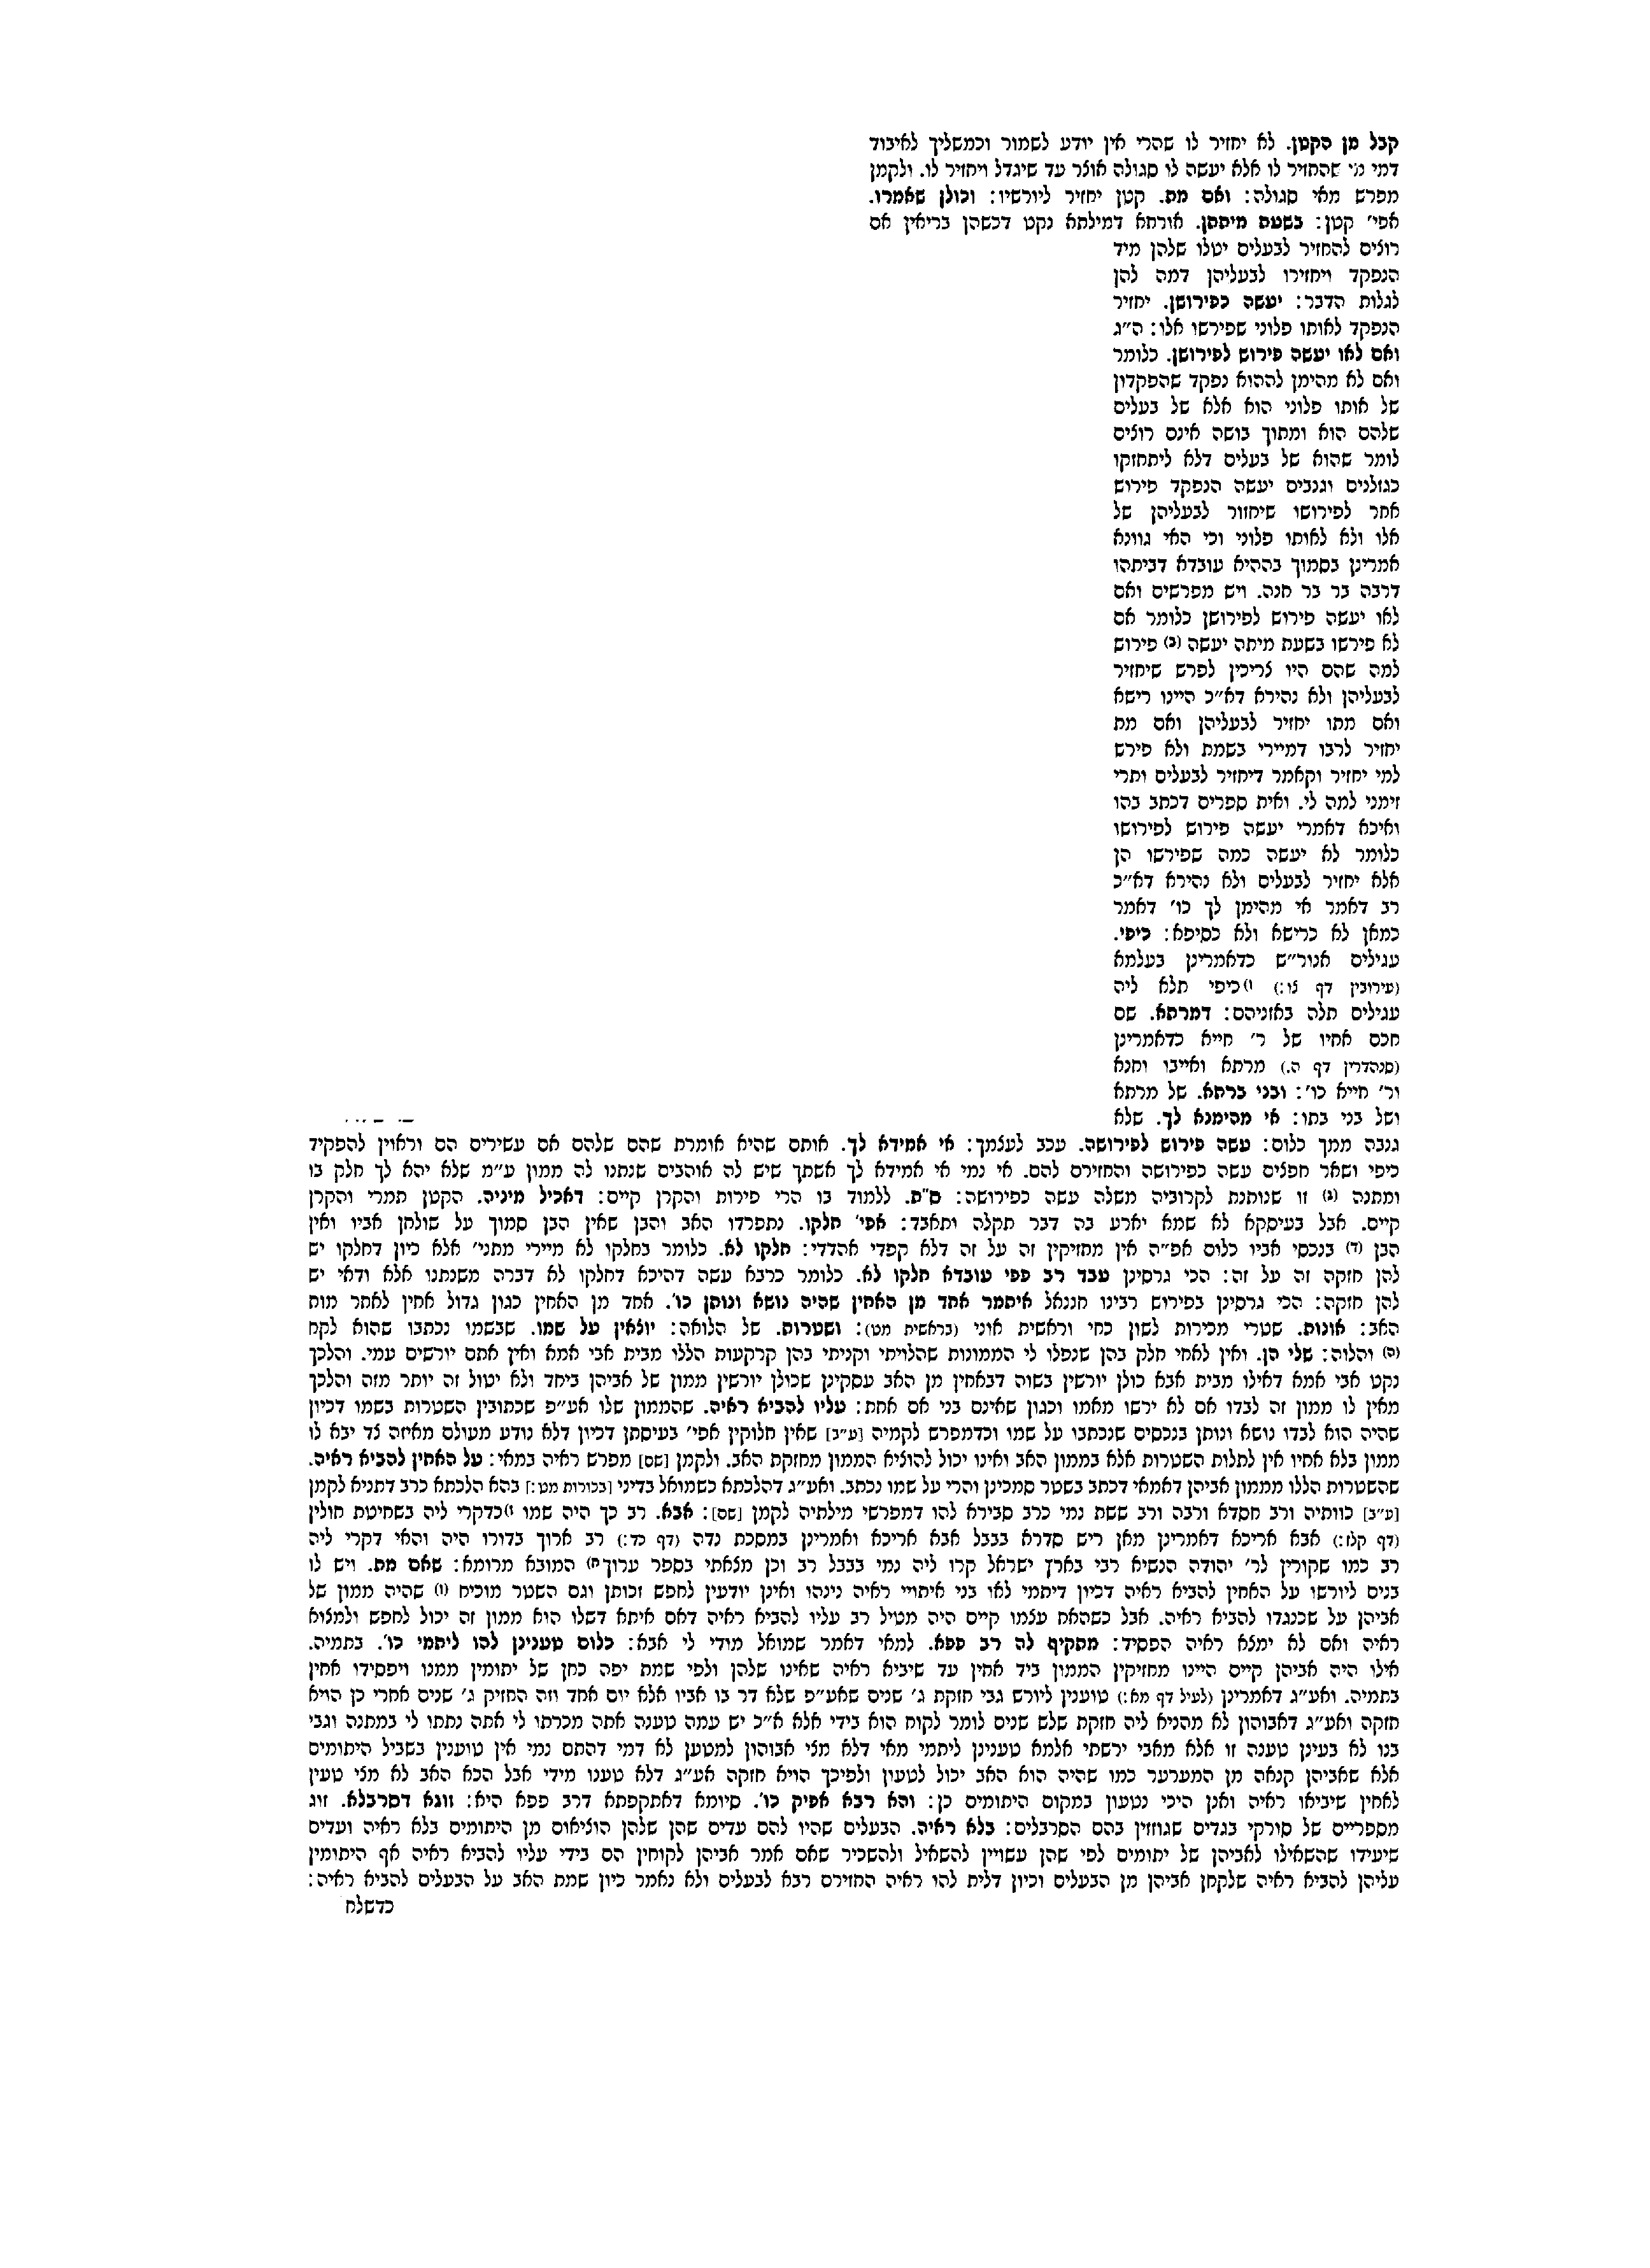 קבל מן הקטן. לא יחזיר לו שהרי אין יודע לשמור וכמשליך לאיבוד
דמי מי שהחזיר לו אלא יעשה לו סגולה אוצר עד שיגדל ויחזיר לו. ולקמן
מפרש מאי סגולה: ואם מת. קטן יחזיר ליורשיו: וכולן שאמרו.
אפי׳ קטן: בשעת מיתתן. אורחא דמילתא נקט דכשהן בריאין אם
רוצים להחזיר לבעלים יטלו שלהן מיד
הנפקד ויחזירו לבעליהן דמה להן
לגלות הדבר: יעשה כפירושן. יחזיר
הנפקד לאותו פלוני שפירשו אלו: ה״ג
ואם לאו יעשה פירוש לפירושן. כלומר
ואם לא מהימן לההוא נפקד שהפקדון
של אותו פלוני הוא אלא של בעלים
שלהם הוא ומתוך בושה אינם רוצים
לומר שהוא של בעלים דלא ליתחזקו
כגזלנים וגנבים יעשה הנפקד פירוש
אחר לפירושו שיחזור לבעליהן של
אלו ולא לאותו פלוני וכי האי גוונא
אמרינן בסמוך בההיא עובדא דביתהו
דרבה בר בר חנה. ויש מפרשים ואם
לאו יעשה פירוש לפירושן כלומר אם
לא פירשו בשעת מיתה יעשה (ב) פירוש
למה שהם היו צריכין לפרש שיחזיר
לבעליהן ולא נהירא דא״כ היינו רישא
ואם מתו יחזיר לבעליהן ואם מת
יחזיר לרבו דמיירי בשמת ולא פירש
למי יחזיר וקאמר דיחזיר לבעלים ותרי
זימני למה לי. ואית ספרים דכתב בהו
ואיכא דאמרי יעשה פירוש לפירושו
כלומר לא יעשה כמה שפירשו הן
אלא יחזיר לבעלים ולא נהירא דא״כ
רב דאמר אי מהימן לך כו׳ דאמר
כמאן לא כרישא ולא כסיפא: כיפי.
עגילים אנור״ש כדאמרינן בעלמא
(עירובין דף צו:) ו) כיפי תלא ליה
עגילים תלה באזניהם: דמרתא. שם
חכם אחיו של ר׳ חייא כדאמרינן
(סנהדרין דף ה.) מרתא ואייבו וחנא
ור׳ חייא כו׳: ובני ברתא. של מרתא
ושל בני בתו: אי מהימנא לך. שלא
גנבה ממך כלום: עשה פירוש לפירושה. עכב לעצמך: אי אמידא לך. אותם שהיא אומרת שהם שלהם אם עשירים הם וראוין להפקיד
כיפי ושאר חפצים עשה כפירושה והחזירם להם. אי נמי אי אמידא לך אשתך שיש לה אוהבים שנתנו לה ממון ע״מ שלא יהא לך חלק בו
ומתנה (ג) זו שנותנת לקרוביה משלה עשה כפירושה: ס״ת. ללמוד בו הרי פירות והקרן קיים: דאכיל מיניה. הקטן תמרי והקרן
קיים. אבל בעיסקא לא שמא יארע בה דבר תקלה ותאבד: אפי׳ חלקו. נתפרדו האב והבן שאין הבן סמוך על שולחן אביו ואין
הבן (ד) בנכסי אביו כלום אפ״ה אין מחזיקין זה על זה דלא קפדי אהדדי: חלקו לא. כלומר בחלקו לא מיירי מתני׳ אלא כיון דחלקו יש
להן חזקה זה על זה: הכי גרסינן עבד רב פפי עובדא חלקו לא. כלומר כרבא עשה דהיכא דחלקו לא דברה משנתנו אלא ודאי יש
להן חזקה: הכי גרסינן בפירוש רבינו חננאל איתמר אחד מן האחין שהיה נושא ונותן כו׳. אחד מן האחין כגון גדול אחין לאחר מות
האב: אונות. שטרי מכירות לשון כחי וראשית אוני (בראשית מט): ושטרות. של הלואה: יוצאין על שמו. שבשמו נכתבו שהוא לקח
(ה) והלוה: שלי הן. ואין לאחי חלק בהן שנפלו לי הממונות שהלויתי וקניתי בהן קרקעות הללו מבית אבי אמא ואין אתם יורשים עמי. והלכך
נקט אבי אמא דאילו מבית אבא כולן יורשין בשוה דבאחין מן האב עסקינן שכולן יורשין ממון של אביהן ביחד ולא יטול זה יותר מזה והלכך
מאין לו ממון זה לבדו אם לא ירשו מאמו וכגון שאינם בני אם אחת: עליו להביא ראיה. שהממון שלו אע״פ שכתובין השטרות בשמו דכיון
שהיה הוא לבדו נושא ונותן בנכסים שנכתבו על שמו וכדמפרש לקמיה [ע״ב] שאין חלוקין אפי׳ בעיסתן דכיון דלא נודע מעולם מאיזה צד יבא לו
ממון בלא אחיו אין לתלות השטרות אלא בממון האב ואינו יכול להוציא הממון מחזקת האב. ולקמן [שם] מפרש ראיה במאי: על האחין להביא ראיה.
שהשטרות הללו מממון אביהן דאמאי דכתב בשטר סמכינן והרי על שמו נכתב. ואע״ג דהלכתא כשמואל בדיני [בכורות מט:] בהא הלכתא כרב דתניא לקמן
[ע״ב] כוותיה ורב חסדא ורבה ורב ששת נמי כרב סבירא להו דמפרשי מילתיה לקמן [שם]: אבא. רב כך היה שמו ז) כדקרי ליה בשחיטת חולין
(דף קלז:) אבא אריכא דאמרינן מאן ריש סדרא בבבל אבא אריכא ואמרינן במסכת נדה (דף כד:) רב ארוך בדורו היה והאי דקרי ליה
רב כמו שקורין לר׳ יהודה הנשיא רבי בארץ ישראל קרו ליה נמי בבבל רב וכן מצאתי בספר ערוך ח) המובא מרומא: שאם מת. ויש לו
בנים ליורשו על האחין להביא ראיה דכיון דיתמי לאו בני איתויי ראיה נינהו ואינן יודעין לחפש זכותן וגם השטר מוכיח (ו) שהיה ממון של
אביהן על שכנגדו להביא ראיה. אבל כשהאח עצמו קיים היה מטיל רב עליו להביא ראיה דאם איתא דשלו הוא ממון זה יכול לחפש ולמצוא
ראיה ואם לא ימצא ראיה הפסיד: מתקיף לה רב פפא. למאי דאמר שמואל מודי לי אבא: כלום טענינן להו ליתמי כו׳. בתמיה.
אילו היה אביהן קיים היינו מחזיקין הממון ביד אחין עד שיביא ראיה שאינו שלהן ולפי שמת יפה כחן של יתומין ממנו ויפסידו אחין
בתמיה. ואע״ג דאמרינן (לעיל דף מא:) טוענין ליורש גבי חזקת ג׳ שנים שאע״פ שלא דר בו אביו אלא יום אחד וזה החזיק ג׳ שנים אחרי כן הויא
חזקה ואע״ג דאבוהון לא מהניא ליה חזקת שלש שנים לומר לקוח הוא בידי אלא א״כ יש עמה טענה אתה מכרתו לי אתה נתתו לי במתנה וגבי
בנו לא בעינן טענה זו אלא מאבי ירשתי אלמא טענינן ליתמי מאי דלא מצי אבוהון למטען לא דמי דהתם נמי אין טוענין בשביל היתומים
אלא שאביהן קנאה מן המערער כמו שהיה הוא האב יכול לטעון ולפיכך הויא חזקה אע״ג דלא טענו מידי אבל הכא האב לא מצי טעין
לאחין שיביאו ראיה ואנן היכי נטעון במקום היתומים כן: והא רבא אפיק כו׳. סיומא דאתקפתא דרב פפא היא: זוגא דסרבלא. זוג
מספריים של סורקי בגדים שגוזזין בהם הסרבלים: בלא ראיה. הבעלים שהיו להם עדים שהן שלהן הוציאום מן היתומים בלא ראיה ועדים
שיעידו שהשאילו לאביהן של יתומים לפי שהן עשויין להשאיל ולהשכיר שאם אמר אביהן לקוחין הם בידי עליו להביא ראיה אף היתומין
עליהן להביא ראיה שלקחן אביהן מן הבעלים וכיון דלית להו ראיה החזירם רבא לבעלים ולא נאמר כיון שמת האב על הבעלים להביא ראיה:
כדשלח